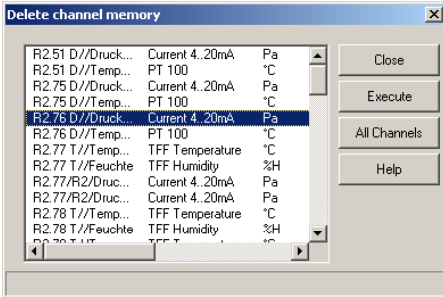 Delete channel memory
R2.51 D//Druck... Current 4..20mA Pa
R2.51 D//Temp... PT 100 °C
R2.75 D//Druck... Current 4..20mA Pa
R2.75 D//Temp... PT 100 °C
R2.76 D//Druck... Current 4..20mA Pa
R2.76 D//Temp... PT 100 °C
R2.77 T//Temp... TFF Temperature °C
R2.77 T//Feuchte TFF Humidity %H
R2.77/R2/Druc... Current 4..20mA Pa
R2.77/R2/Druc... Current 4..20mA Pa
R2.78 T//Temp... TFF Temperature °C
R2.78 T//Feuchte TFF Humidity %H
Close
Execute
All Channels
Help